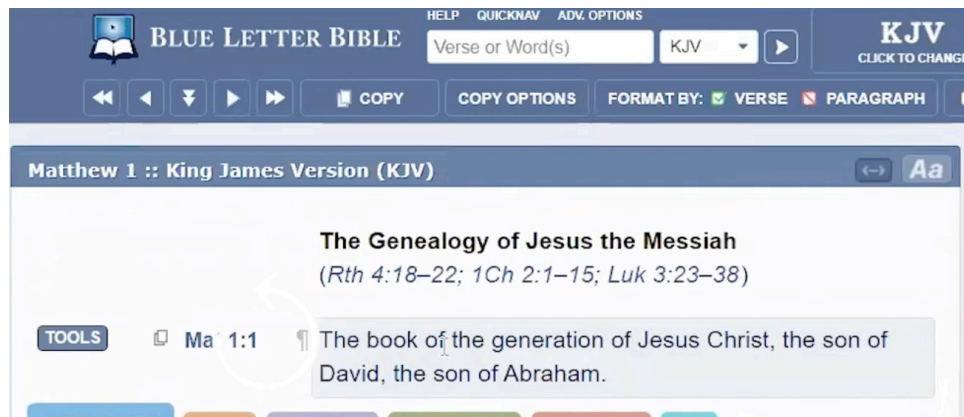 HELP QUICKNAV ADV. OPTIONS
BLUE LETTER BIBLE
Verse or Word(s)
KJV
KJV
CLICK TO CHANGE
COPY
COPY OPTIONS
FORMAT BY: VERSE PARAGRAPH
Matthew 1 :: King James Version (KJV)
Aa
The Genealogy of Jesus the Messiah
(Rth 4:18–22; 1Ch 2:1–15; Luk 3:23–38)
TOOLS Mat 1:1 ¶ The book of the generation of Jesus Christ, the son of
David, the son of Abraham.